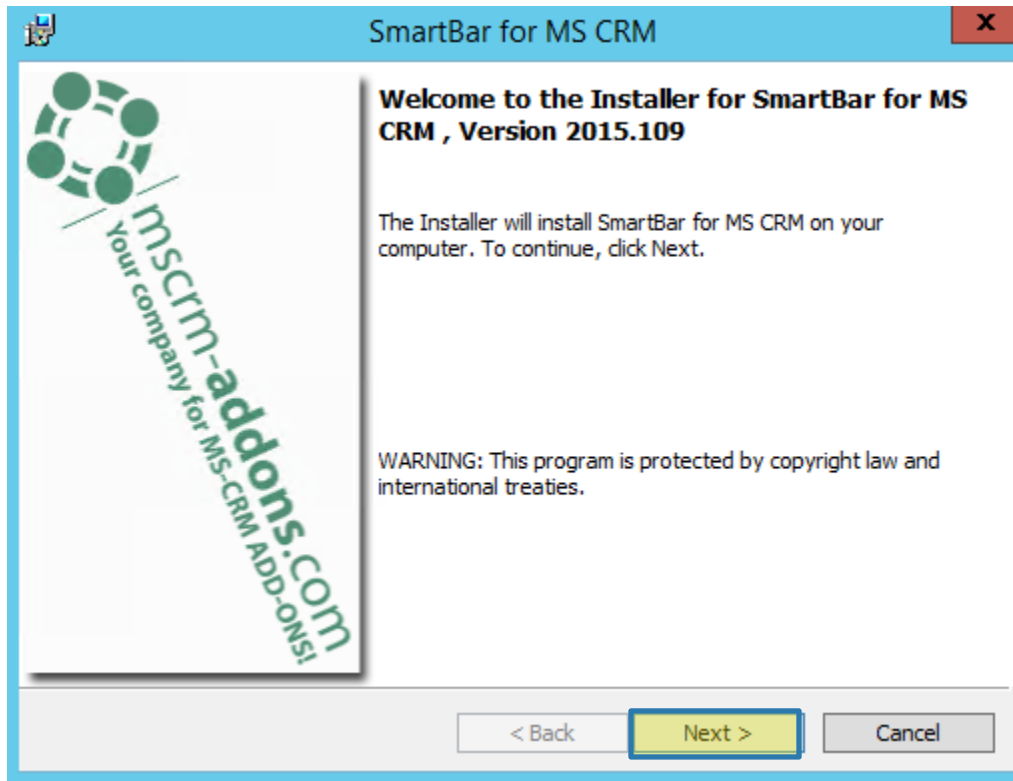 SmartBar for MS CRM
x
mscrm-addons.com
Your company for MS-CRM ADD-ONS!
Welcome to the Installer for SmartBar for MS
CRM , Version 2015.109
The Installer will install SmartBar for MS CRM on your
computer. To continue, click Next.
WARNING: This program is protected by copyright law and
international treaties.
< Back
Next >
Cancel